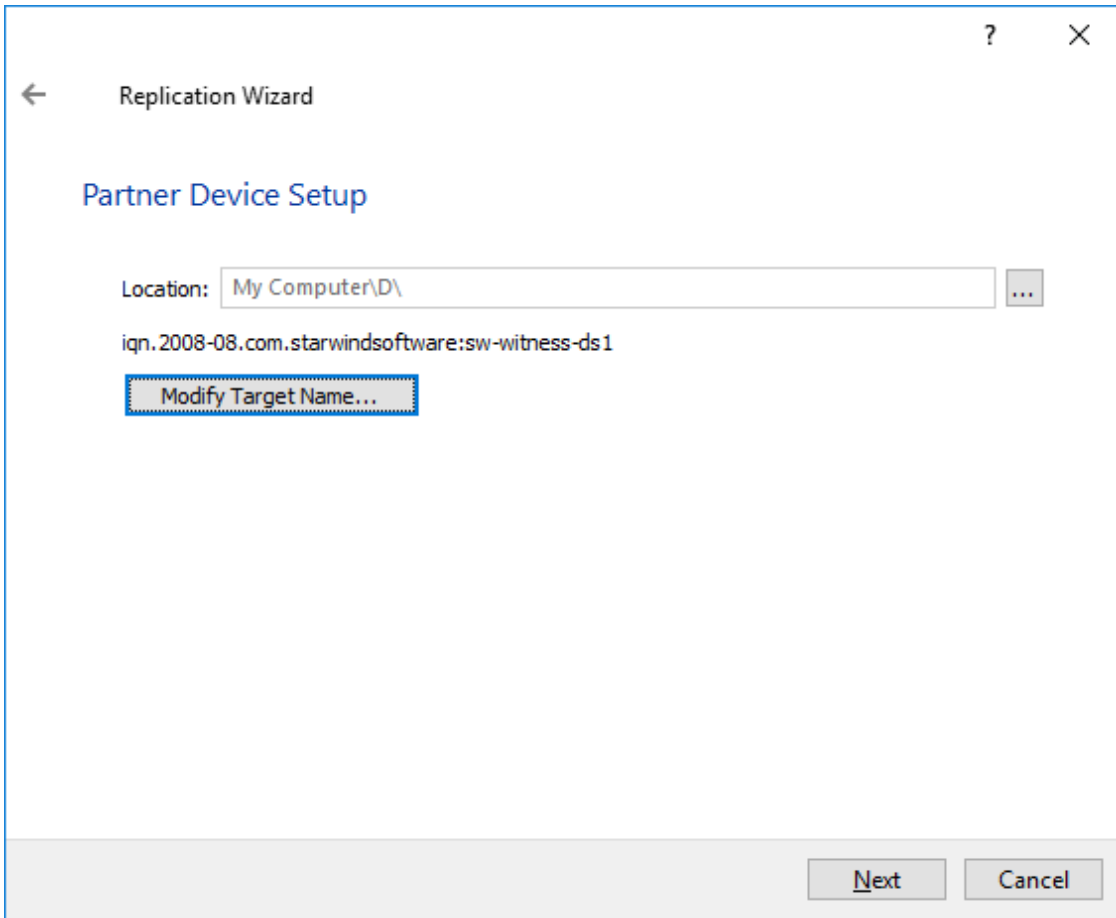 ?
Replication Wizard
Partner Device Setup
Location: My Computer\D\ ...
iqn.2008-08.com.starwindsoftware:sw-witness-ds1
Modify Target Name...
Next Cancel